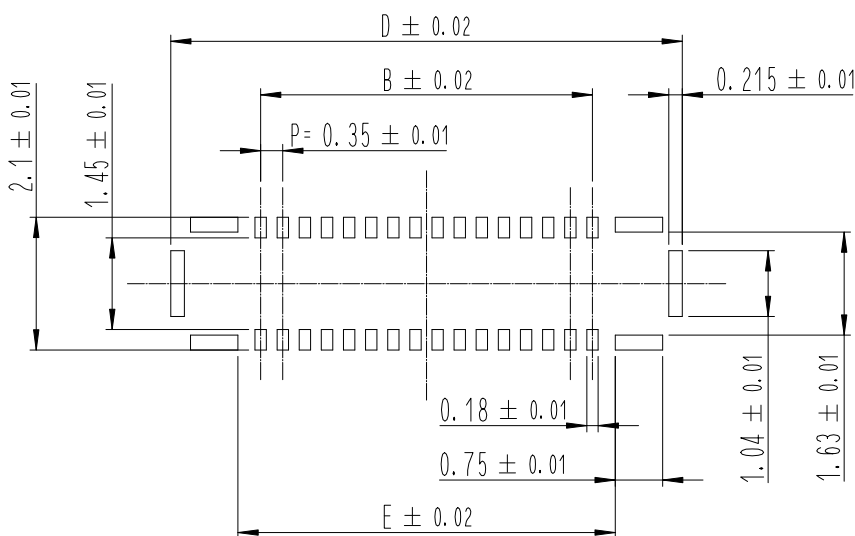 D ± 0.02
B ± 0.02
0.215 ± 0.01
P= 0.35 ± 0.01
2.1 ± 0.01
1.45 ± 0.01
0.18 ± 0.01
0.75 ± 0.01
1.04 ± 0.01
1.63 ± 0.01
E ± 0.02